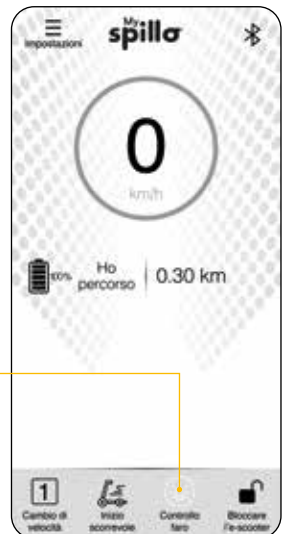 My
spillo
Impostazioni
0
km/h
100%
Ho
percorso
0.30 km
1
Cambio di
velocità
Inizio
scorrevole
Controllo
faro
Bloccare
l'e-scooter